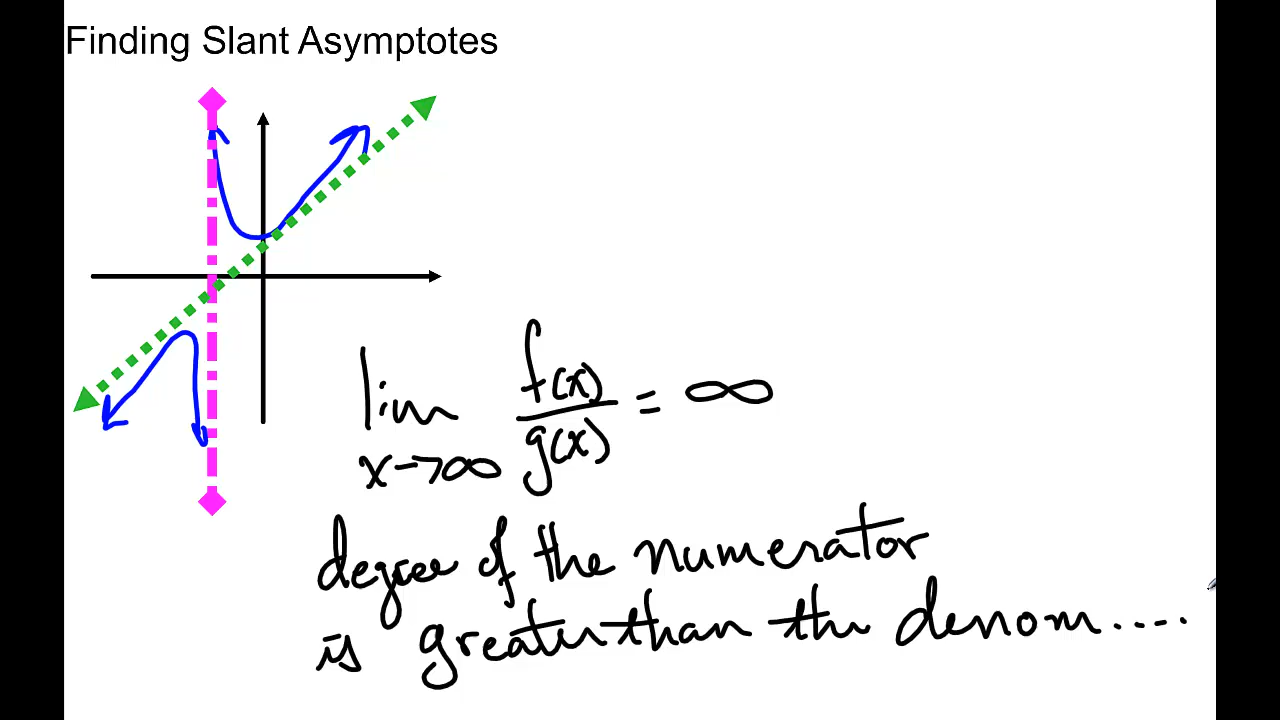 Finding Slant Asymptotes
lim f(x)/g(x) = ∞
x→∞
degree of the numerator
is greater than the denom....